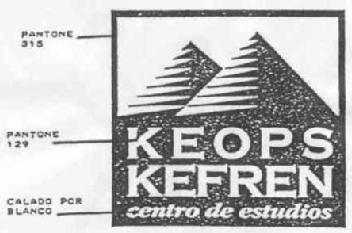 PANTONE
315
PANTONE
129
CALADO POR
BLANCO
KEOPS
KEFREN
centro de estudios